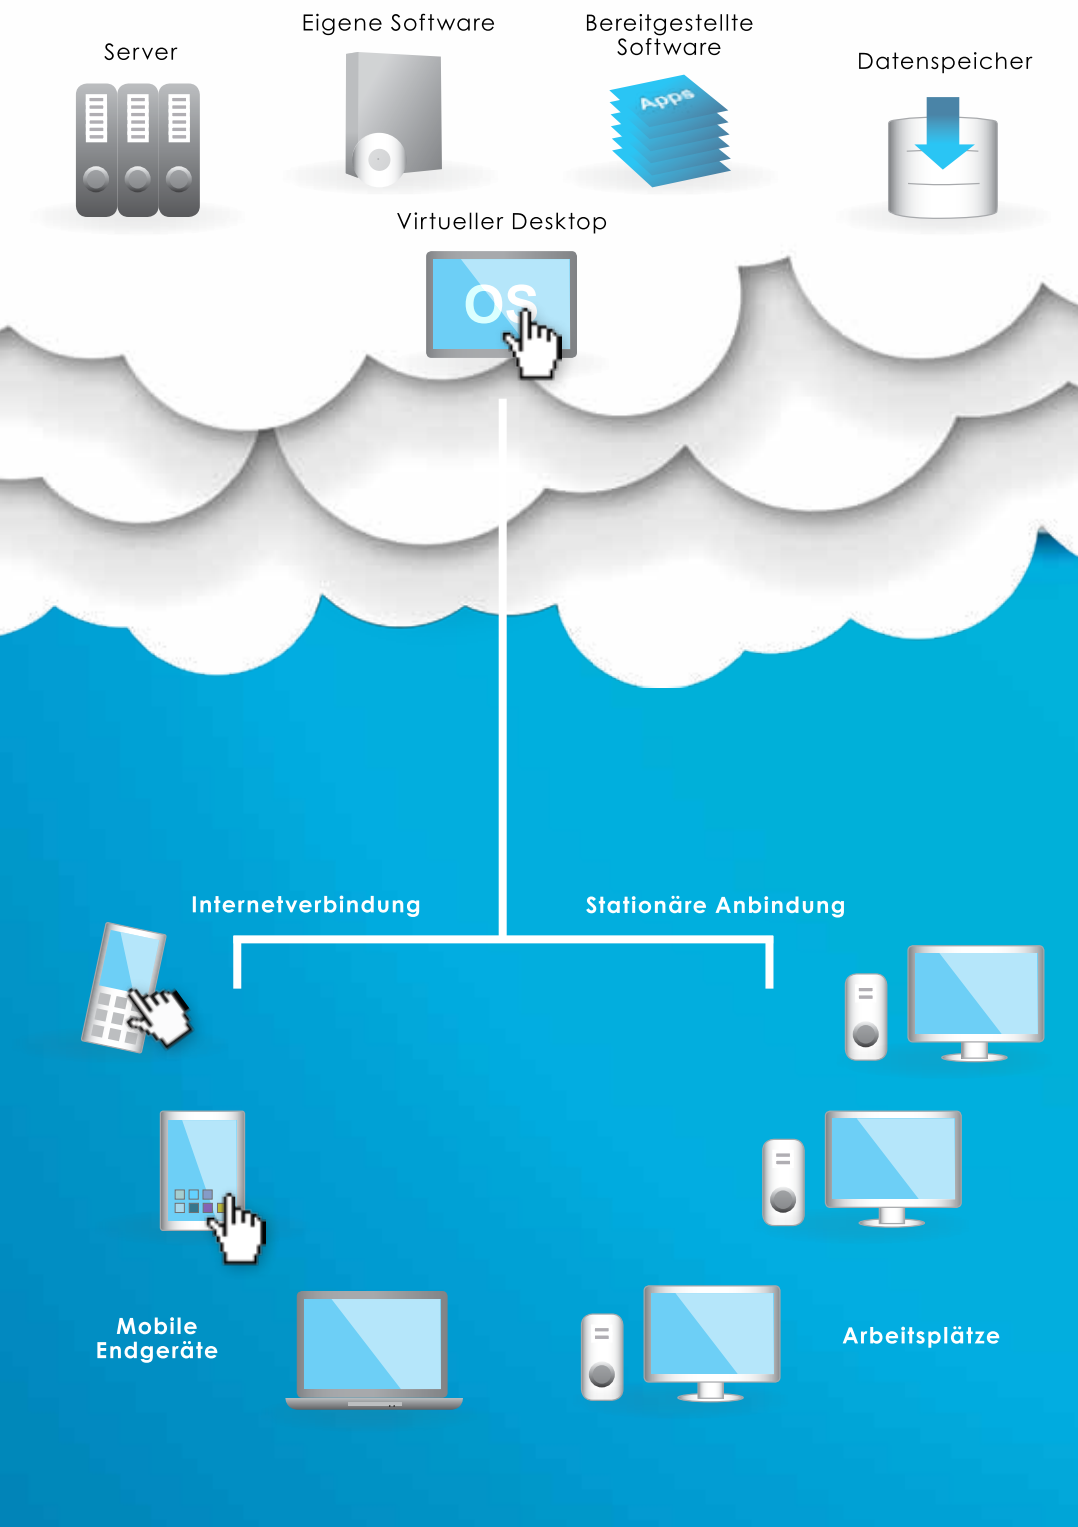 Server
Eigene Software
Bereitgestellte
Software
Datenspeicher
Apps
Virtueller Desktop
OS
Internetverbindung
Stationäre Anbindung
Mobile
Endgeräte
Arbeitsplätze